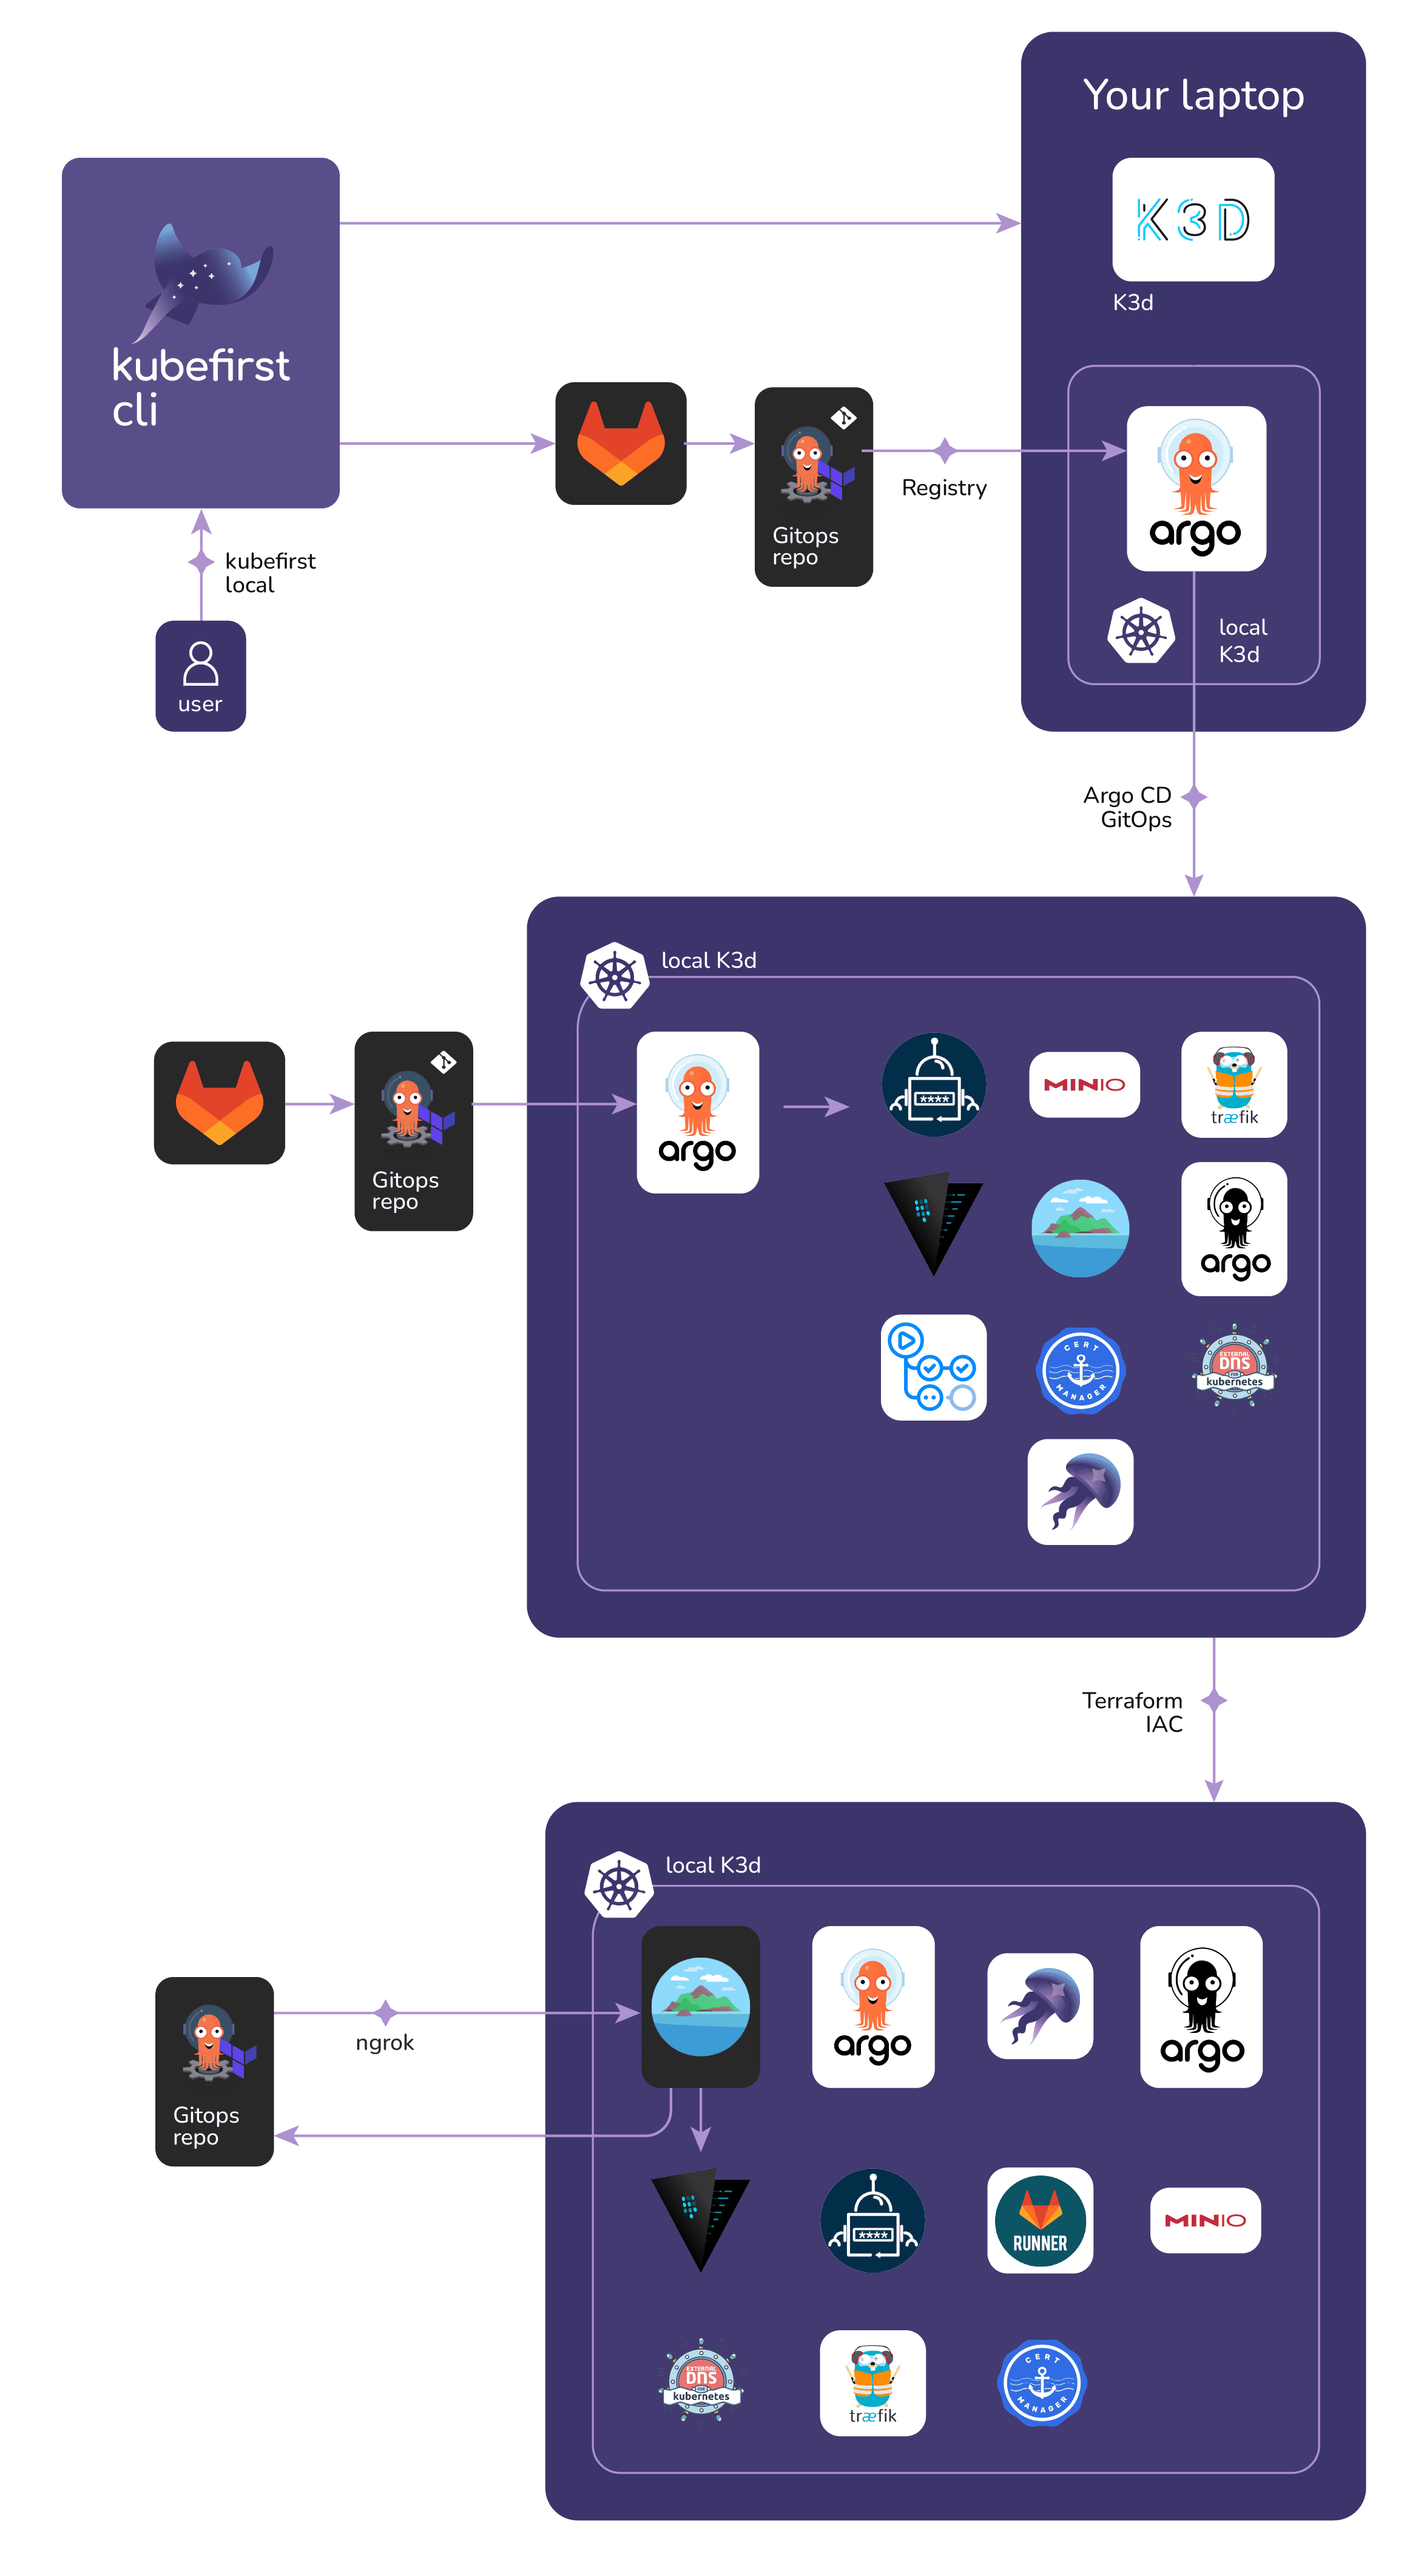 Your laptop
K3D
K3d
kubefirst
cli
Gitops
repo
Registry
argo
kubefirst
local
local
K3d
user
Argo CD
GitOps
local K3d
argo
****
MINIO
træfik
Gitops
repo
argo
CERT
MANAGER
EXTERNAL
DNS
FOR
kubernetes
Terraform
IAC
local K3d
argo
argo
ngrok
Gitops
repo
****
RUNNER
MINIO
EXTERNAL
DNS
FOR
kubernetes
træfik
CERT
MANAGER